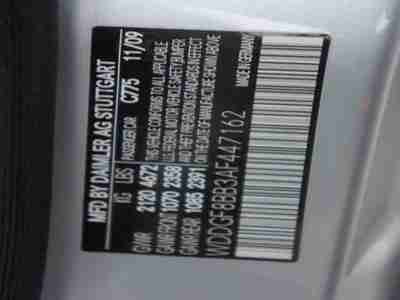 MFD BY DAIMLER AG STUTTGART
PASSENGER CAR C775 11/09
KG LBS
GVWR 2120 4672
GAWR FRONT 1070 2358
GAWR REAR 1085 2391
THIS VEHICLE CONFORMS TO ALL APPLICABLE
U.S. FEDERAL MOTOR VEHICLE SAFETY, BUMPER,
AND THEFT PREVENTION STANDARDS IN
EFFECT ON THE DATE OF MANUFACTURE SHOWN ABOVE
WDDGF8BB3AF447162
MADE IN GERMANY